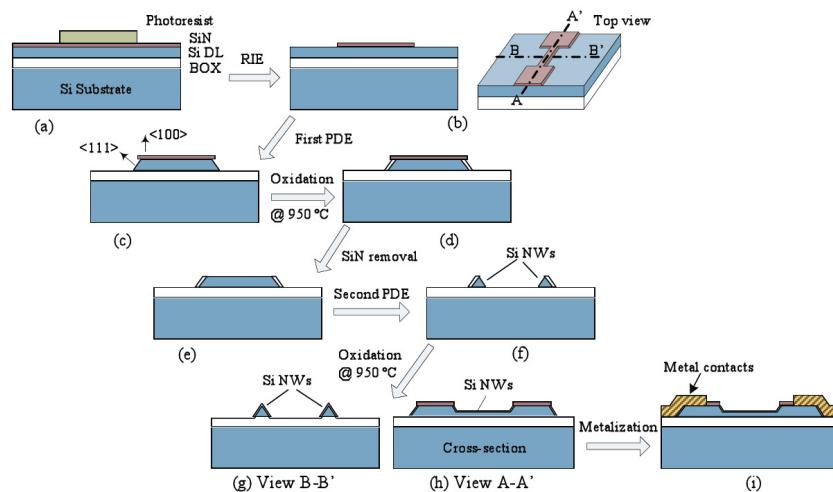 Photoresist
SiN
Si DL
BOX
Si Substrate
(a)
RIE
(b)
A'
Top view
B
B'
A
First PDE
<111>
<100>
(c)
Oxidation
@ 950 °C
(d)
SiN removal
(e)
Second PDE
Si NWs
(f)
Oxidation
@ 950°C
Si NWs
(g) View B-B'
Si NWs
Cross-section
(h) View A-A'
Metalization
Metal contacts
(i)